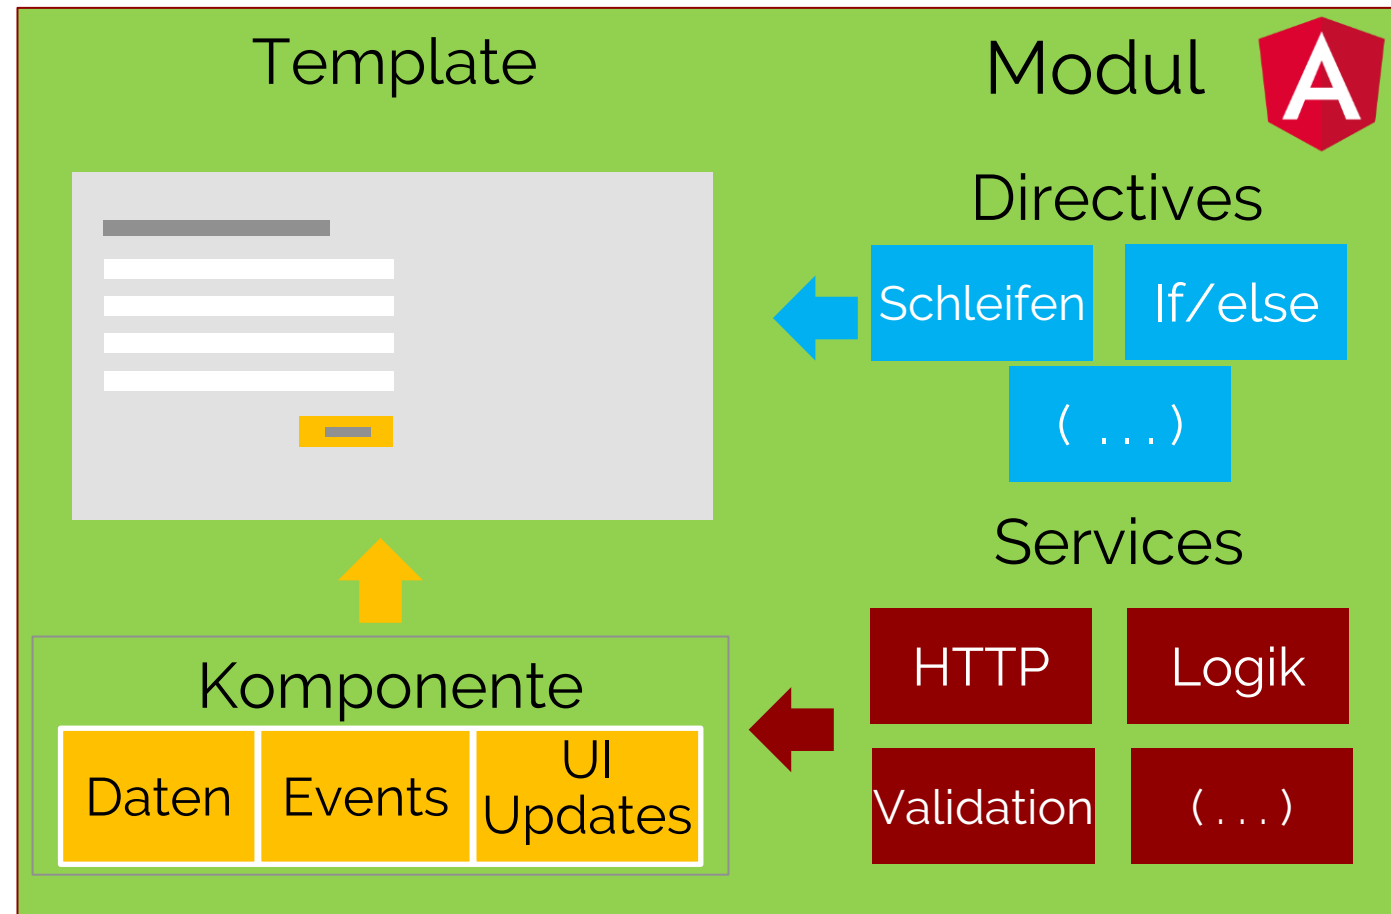 Template
Modul
A
Directives
Schleifen
If/else
( ...)
Services
HTTP
Logik
Validation
(...)
Komponente
Daten
Events
UI
Updates